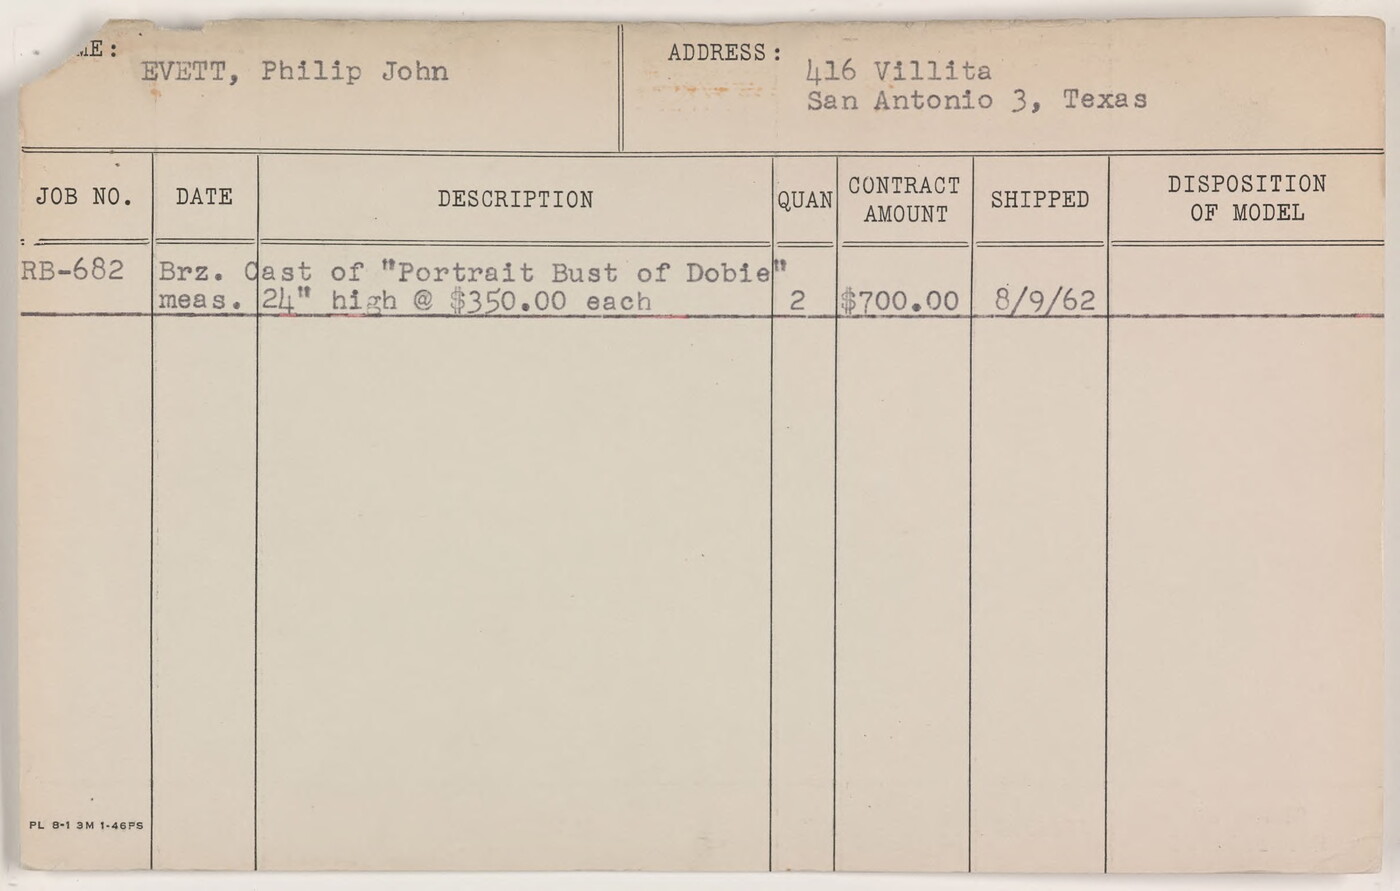 ME:
EVETT, Philip John
ADDRESS:
416 Villita
San Antonio 3, Texas
JOB NO. DATE DESCRIPTION QUAN CONTRACT AMOUNT SHIPPED DISPOSITION OF MODEL
RB-682 Brz. Cast of "Portrait Bust of Dobie"
meas. 24" high @ $350.00 each 2 $700.00 8/9/62
PL 8-1 3M 1-46PS